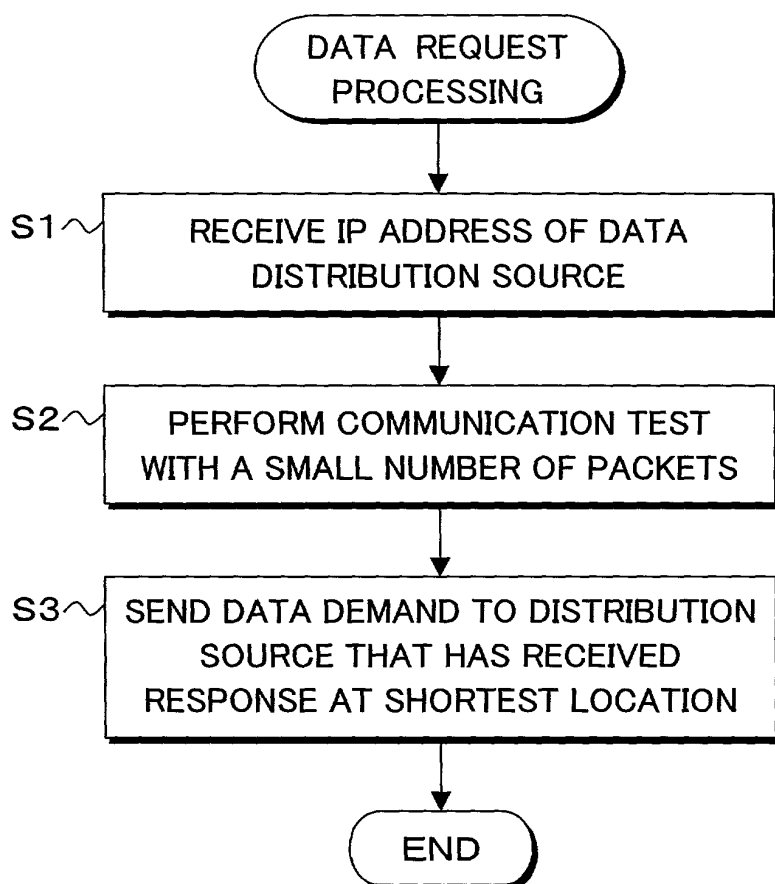 DATA REQUEST
PROCESSING
S1
RECEIVE IP ADDRESS OF DATA
DISTRIBUTION SOURCE
S2
PERFORM COMMUNICATION TEST
WITH A SMALL NUMBER OF PACKETS
S3
SEND DATA DEMAND TO DISTRIBUTION
SOURCE THAT HAS RECEIVED
RESPONSE AT SHORTEST LOCATION
END